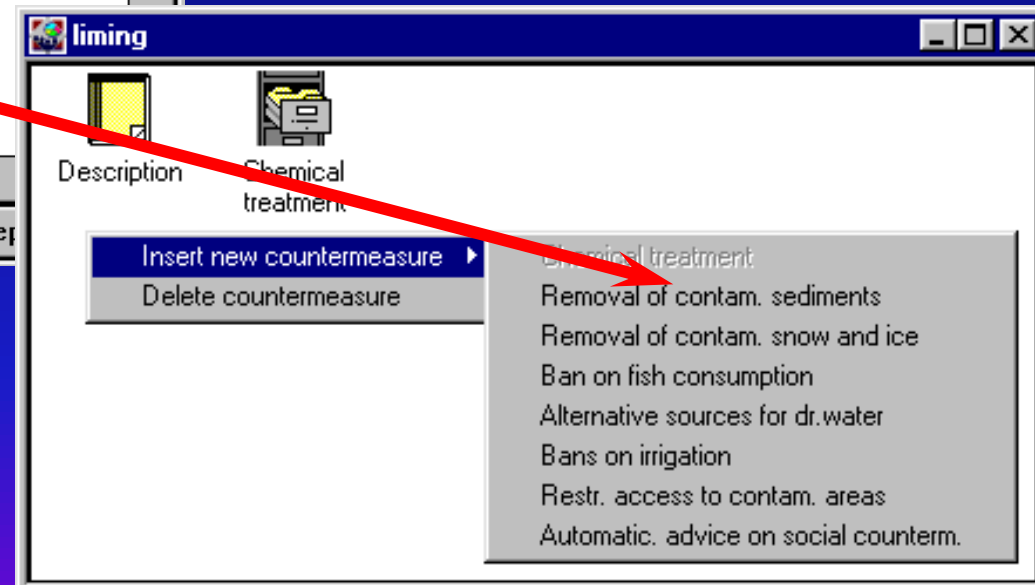 liming
Description
Chemical
treatment
ep
Insert new countermeasure
Delete countermeasure
Chemical treatment
Removal of contam. sediments
Removal of contam. snow and ice
Ban on fish consumption
Alternative sources for dr.water
Bans on irrigation
Restr. access to contam. areas
Automatic. advice on social counterm.